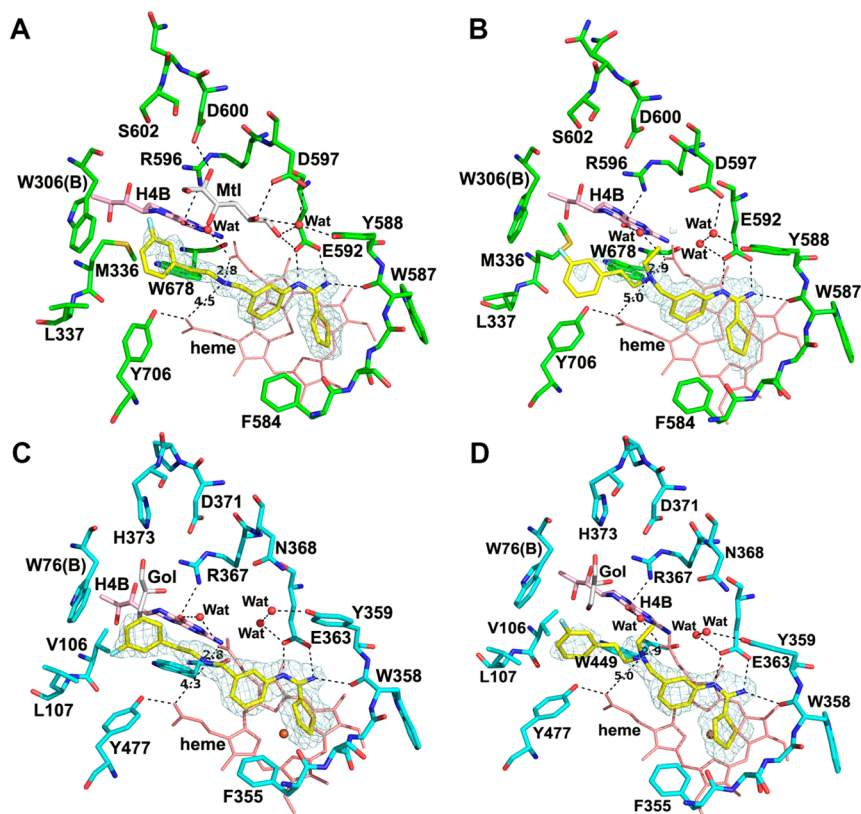 A
S602
D600
R596
D597
W306(B)
H4B
Mtl
Wat
Wat
Y588
E592
M336
W678
2.8
4.5
W587
L337
Y706
heme
F584
B
S602
D600
R596
D597
W306(B)
H4B
Wat
E592
Wat
Y588
M336
W678
2.9
5.0
W587
L337
Y706
heme
F584
C
H373
D371
W76(B)
Gol
R367
N368
H4B
Wat
Wat
Wat
Y359
V106
E363
2.8
4.3
W358
L107
Y477
heme
F355
D
H373
D371
W76(B)
Gol
R367
N368
H4B
Wat
Wat
Wat
Y359
V106
W449
2.9
E363
L107
5.0
W358
Y477
heme
F355